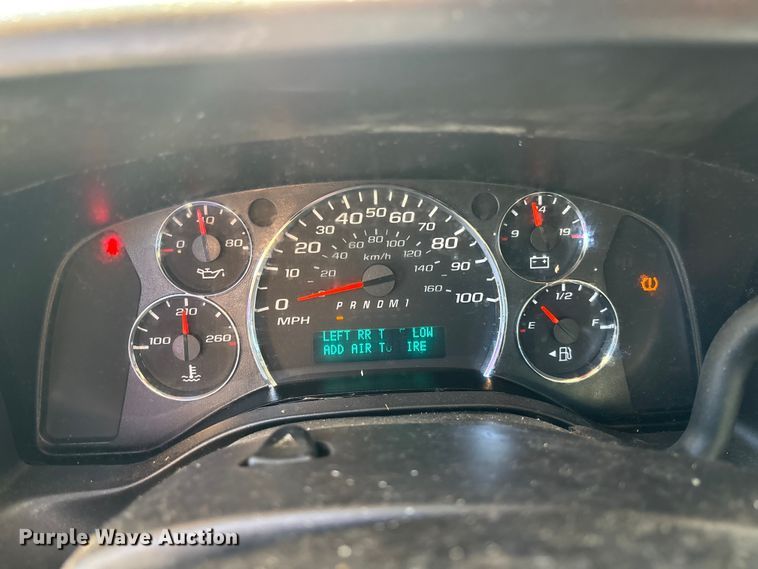 0 40 80
100 210 260
0 10 20 30 40 50 60 70 80 90 100
MPH
20 40 60 80 100 120 140 160
km/h
PRNDM1
LEFT RR T LOW
ADD AIR TO IRE
9 14 19
E 1/2 F
Purple Wave Auction